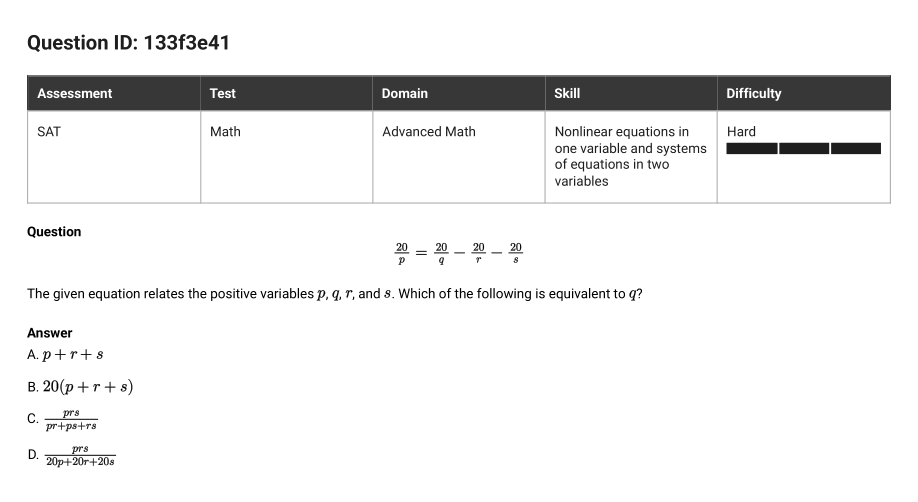 Question ID: 133f3e41
Assessment Test Domain Skill Difficulty
SAT Math Advanced Math Nonlinear equations in one variable and systems of equations in two variables Hard
Question
20/p = 20/q − 20/r − 20/s
The given equation relates the positive variables p, q, r, and s. Which of the following is equivalent to q?
Answer
A. p + r + s
B. 20(p + r + s)
C. prs/(pr+ps+rs)
D. prs/(20p+20r+20s)